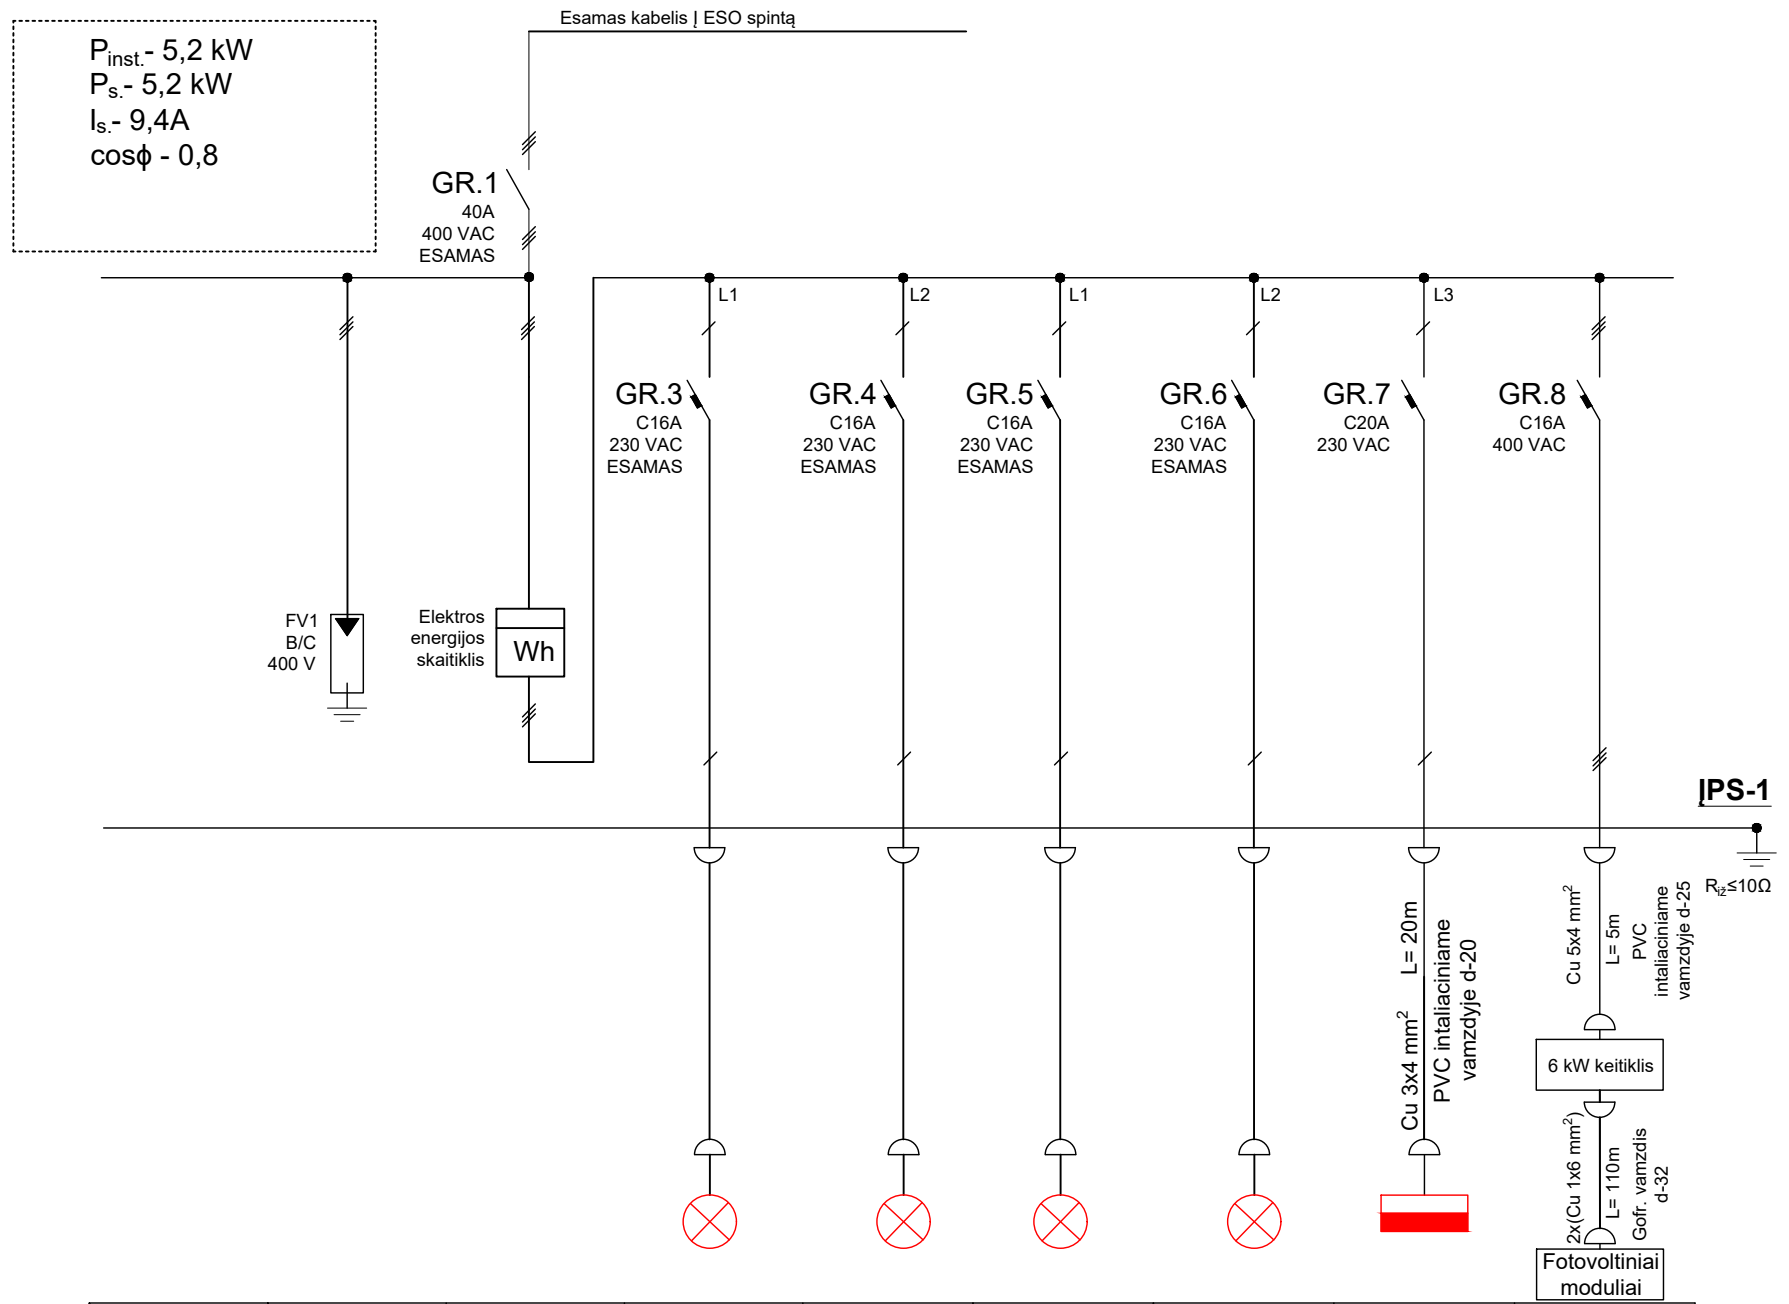 Esamas kabelis Į ESO spintą
Pinst.- 5,2 kW
Ps.- 5,2 kW
Is.- 9,4A
cosϕ - 0,8
GR.1
40A
400 VAC
ESAMAS
L1
L2
L1
L2
L3
GR.3
C16A
230 VAC
ESAMAS
GR.4
C16A
230 VAC
ESAMAS
GR.5
C16A
230 VAC
ESAMAS
GR.6
C16A
230 VAC
ESAMAS
GR.7
C20A
230 VAC
GR.8
C16A
400 VAC
FV1
B/C
400 V
Elektros
energijos
skaitiklis
Wh
ĮPS-1
Riž≤10Ω
Cu 3x4 mm² L= 20m
PVC intaliaciniame
vamzdyje d-20
Cu 5x4 mm²
L= 5m
PVC
intaliaciniame
vamzdyje d-25
6 kW keitiklis
2x(Cu 1x6 mm²)
L= 110m
Gofr. vamzdis
d-32
Fotovoltiniai
moduliai